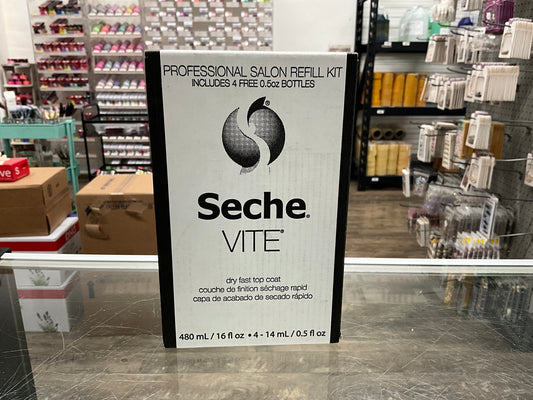 PROFESSIONAL SALON REFILL KIT
INCLUDES 4 FREE 0.5oz BOTTLES
Seche®
VITE®
dry fast top coat
couche de finition séchage rapid
capa de acabado de secado rápido
480 mL / 16 fl oz • 4 - 14 mL / 0.5 fl oz